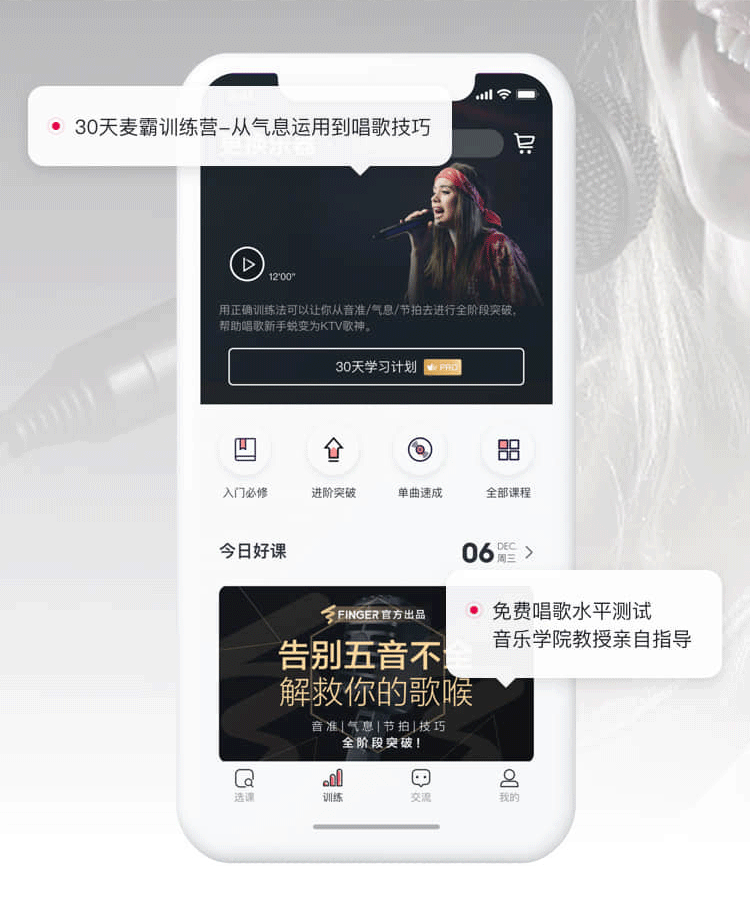 30天麦霸训练营-从气息运用到唱歌技巧
12'00"
用正确训练法可以让你从音准/气息/节拍去进行全阶段突破，
帮助唱歌新手蜕变为KTV歌神。
30天学习计划 PRO
入门必修 进阶突破 单曲速成 全部课程
今日好课 06 DEC. 周三
免费唱歌水平测试
音乐学院教授亲自指导
FINGER官方出品
告别五音不全
解救你的歌喉
音准|气息|节拍|技巧
全阶段突破！
选课 训练 交流 我的